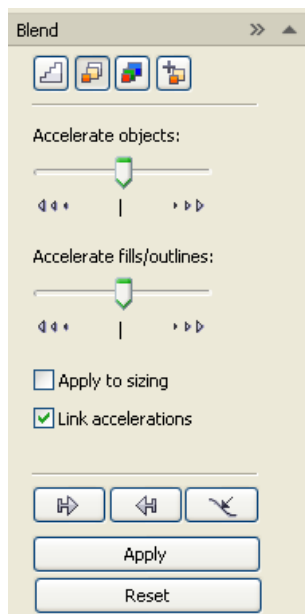 Blend
Accelerate objects:
Accelerate fills/outlines:
Apply to sizing
Link accelerations
Apply
Reset